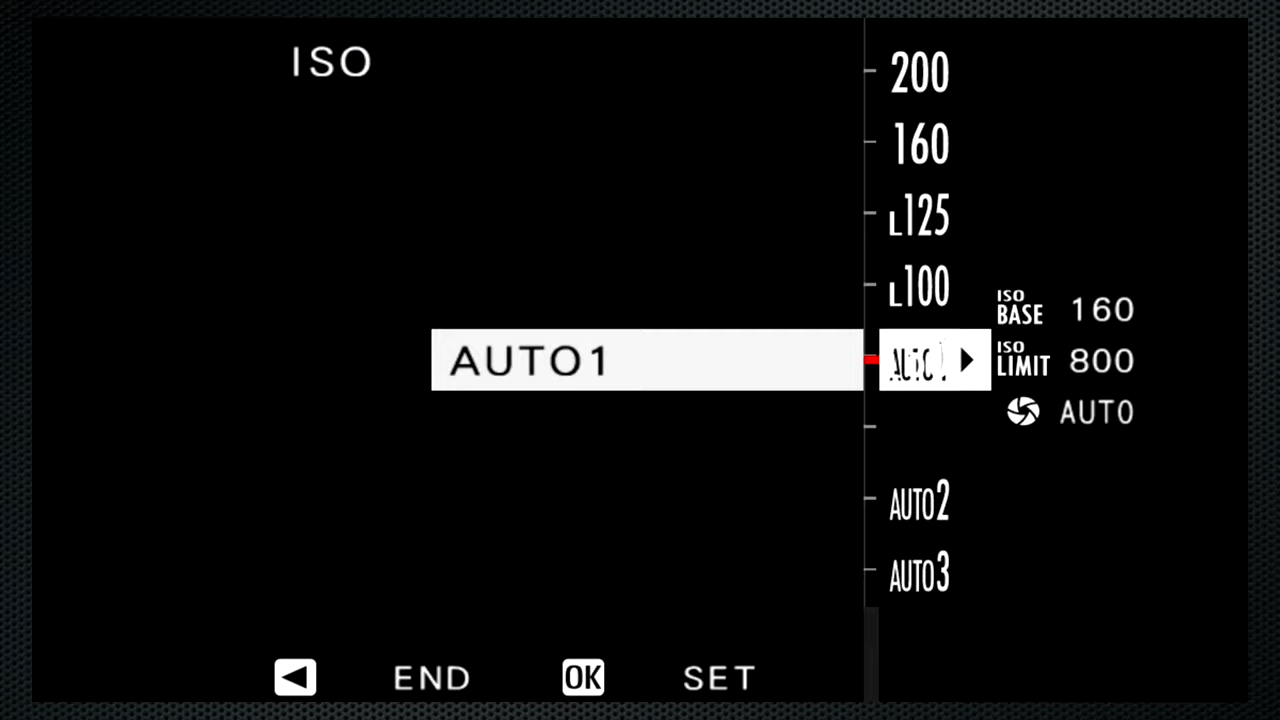 ISO
200
160
L125
L100
AUTO1
ISO BASE 160
ISO LIMIT 800
AUTO
AUTO2
AUTO3
END OK SET